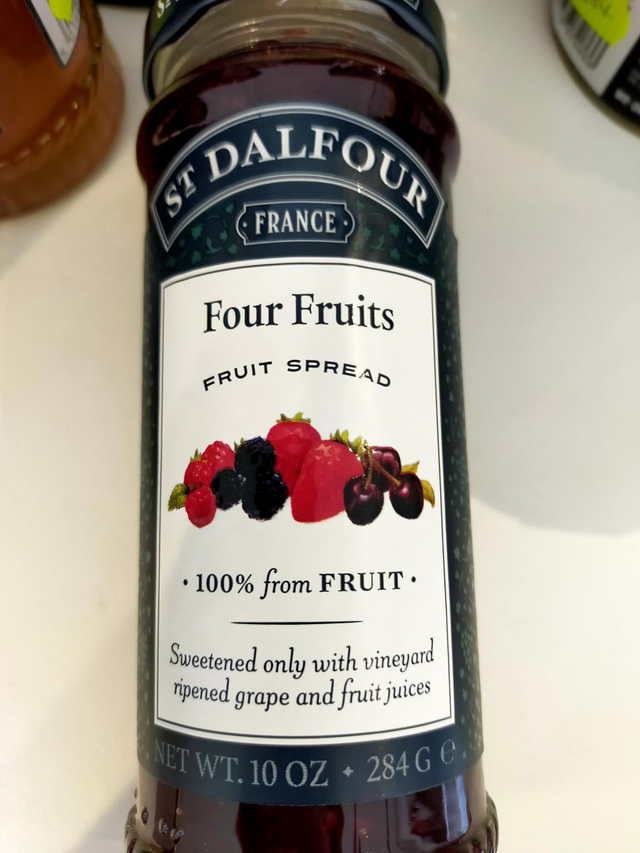 ST DALFOUR
FRANCE
Four Fruits
FRUIT SPREAD
• 100% from FRUIT •
Sweetened only with vineyard
ripened grape and fruit juices
NET WT. 10 OZ ✦ 284 G ℮